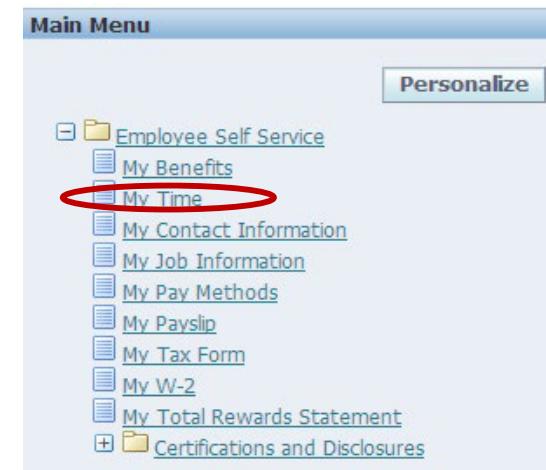 Main Menu
Personalize
Employee Self Service
My Benefits
My Time
My Contact Information
My Job Information
My Pay Methods
My Payslip
My Tax Form
My W-2
My Total Rewards Statement
Certifications and Disclosures